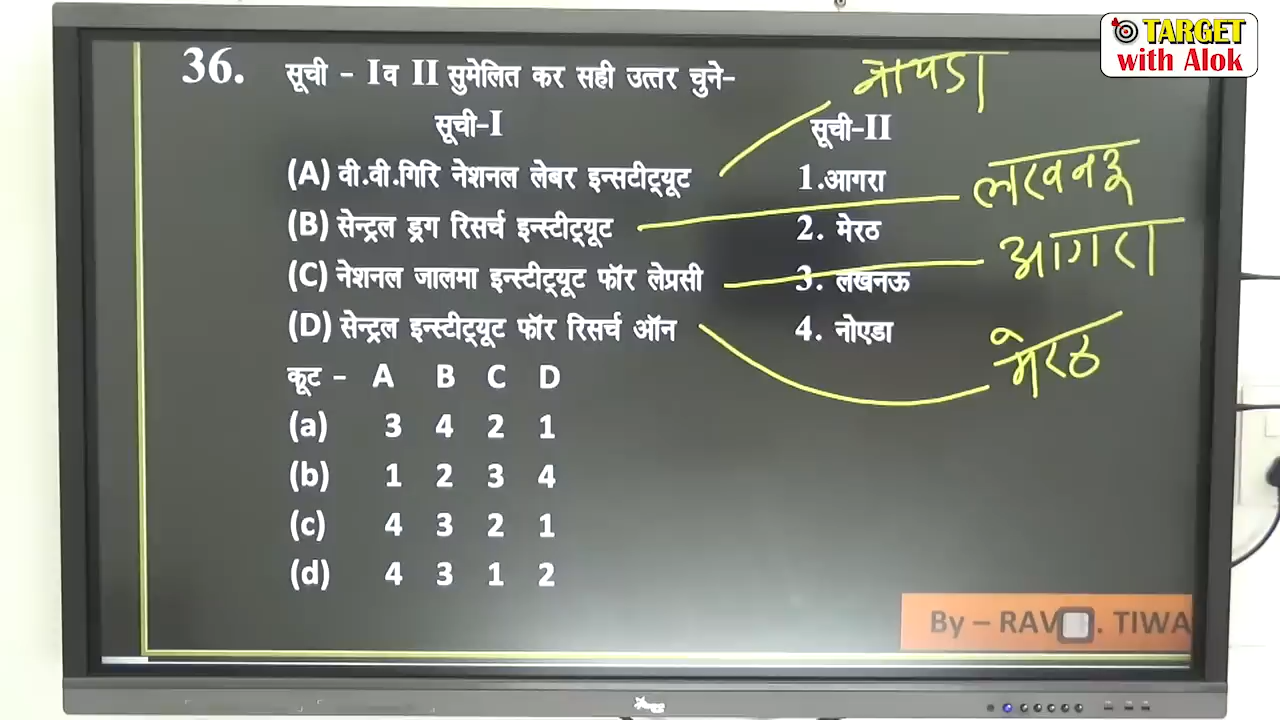 TARGET
with Alok
36. सूची - I व II सुमेलित कर सही उत्तर चुने-
नोएडा
सूची-I सूची-II
(A) वी.वी.गिरि नेशनल लेबर इन्सटीट्यूट 1.आगरा
लखनऊ
(B) सेन्ट्रल ड्रग रिसर्च इन्स्टीट्यूट 2. मेरठ
आगरा
(C) नेशनल जालमा इन्स्टीट्यूट फॉर लेप्रसी 3. लखनऊ
(D) सेन्ट्रल इन्स्टीट्यूट फॉर रिसर्च ऑन 4. नोएडा
मेरठ
कूट - A B C D
(a) 3 4 2 1
(b) 1 2 3 4
(c) 4 3 2 1
(d) 4 3 1 2
By – RAV . TIWA